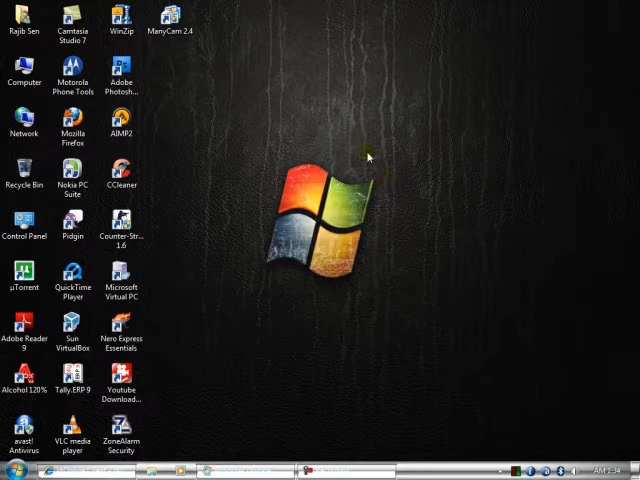 Rajib Sen
Camtasia
Studio 7
WinZip
ManyCam 2.4
Computer
Motorola
Phone Tools
Adobe
Photosh...
Network
Mozilla
Firefox
AIMP2
Recycle Bin
Nokia PC
Suite
CCleaner
Control Panel
Pidgin
Counter-Str...
1.6
µTorrent
QuickTime
Player
Microsoft
Virtual PC
Adobe Reader
9
Sun
VirtualBox
Nero Express
Essentials
Alcohol 120%
Tally.ERP 9
Youtube
Download...
avast!
Antivirus
VLC media
player
ZoneAlarm
Security
AM 1:34